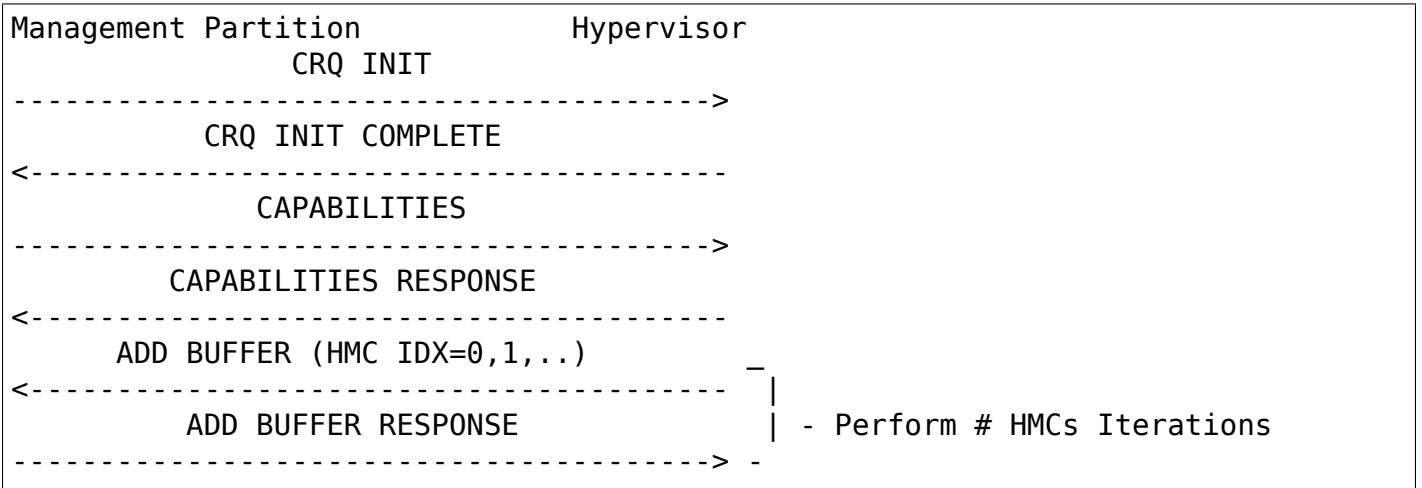 Management Partition            Hypervisor
                CRQ INIT
---------------------------------------->
           CRQ INIT COMPLETE
<----------------------------------------
              CAPABILITIES
---------------------------------------->
         CAPABILITIES RESPONSE
<----------------------------------------
      ADD BUFFER (HMC IDX=0,1,..)         _
<----------------------------------------  |
          ADD BUFFER RESPONSE              | - Perform # HMCs Iterations
----------------------------------------> -